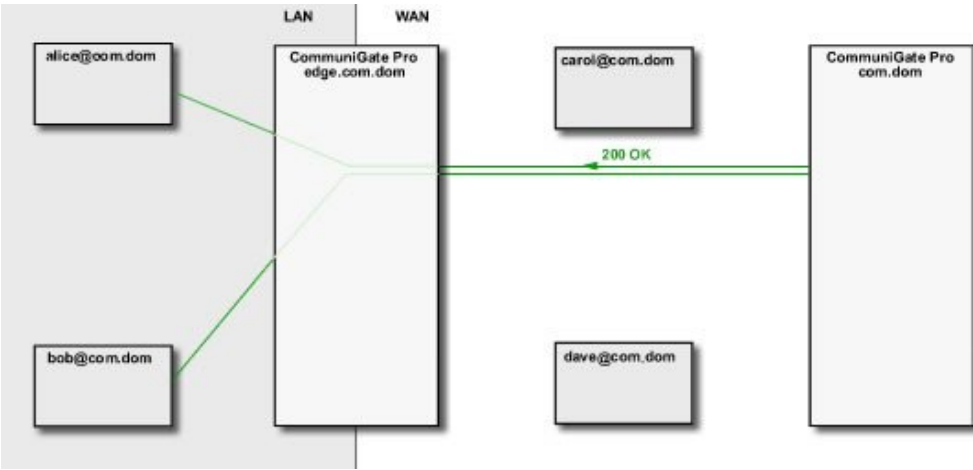 LAN
WAN
alice@com.dom
CommuniGate Pro
edge.com.dom
carol@com.dom
CommuniGate Pro
com.dom
200 OK
bob@com.dom
dave@com.dom